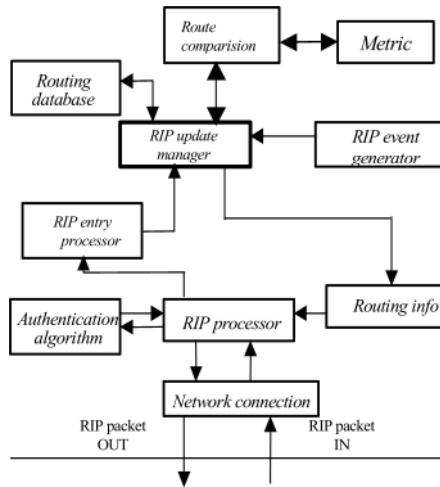 Route
comparision
Metric
Routing
database
RIP update
manager
RIP event
generator
RIP entry
processor
Authentication
algorithm
RIP processor
Routing info
Network connection
RIP packet
OUT
RIP packet
IN